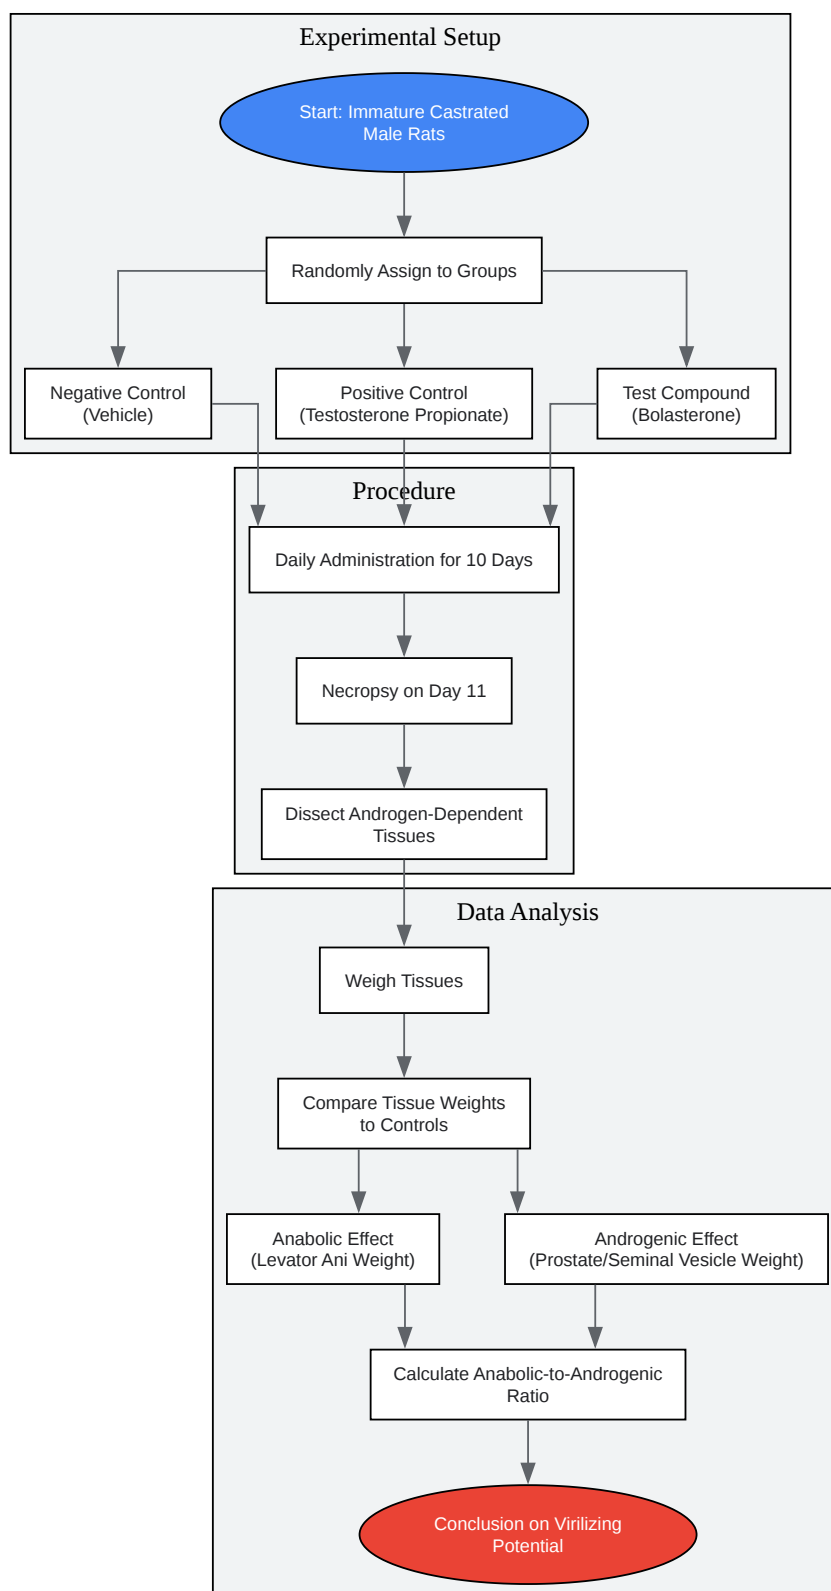 Experimental Setup
Start: Immature Castrated
Male Rats
Randomly Assign to Groups
Negative Control
(Vehicle)
Positive Control
(Testosterone Propionate)
Test Compound
(Bolasterone)
Procedure
Daily Administration for 10 Days
Necropsy on Day 11
Dissect Androgen-Dependent
Tissues
Data Analysis
Weigh Tissues
Compare Tissue Weights
to Controls
Anabolic Effect
(Levator Ani Weight)
Androgenic Effect
(Prostate/Seminal Vesicle Weight)
Calculate Anabolic-to-Androgenic
Ratio
Conclusion on Virilizing
Potential